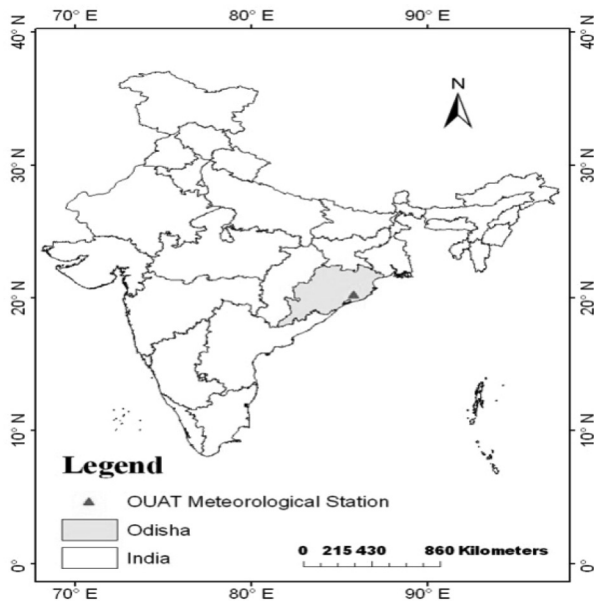 70° E 80° E 90° E
40° N 40° N
N
30° N 30° N
20° N 20° N
10° N 10° N
Legend
OUAT Meteorological Station
Odisha
India
0 215 430 860 Kilometers
0° 0°
70° E 80° E 90° E